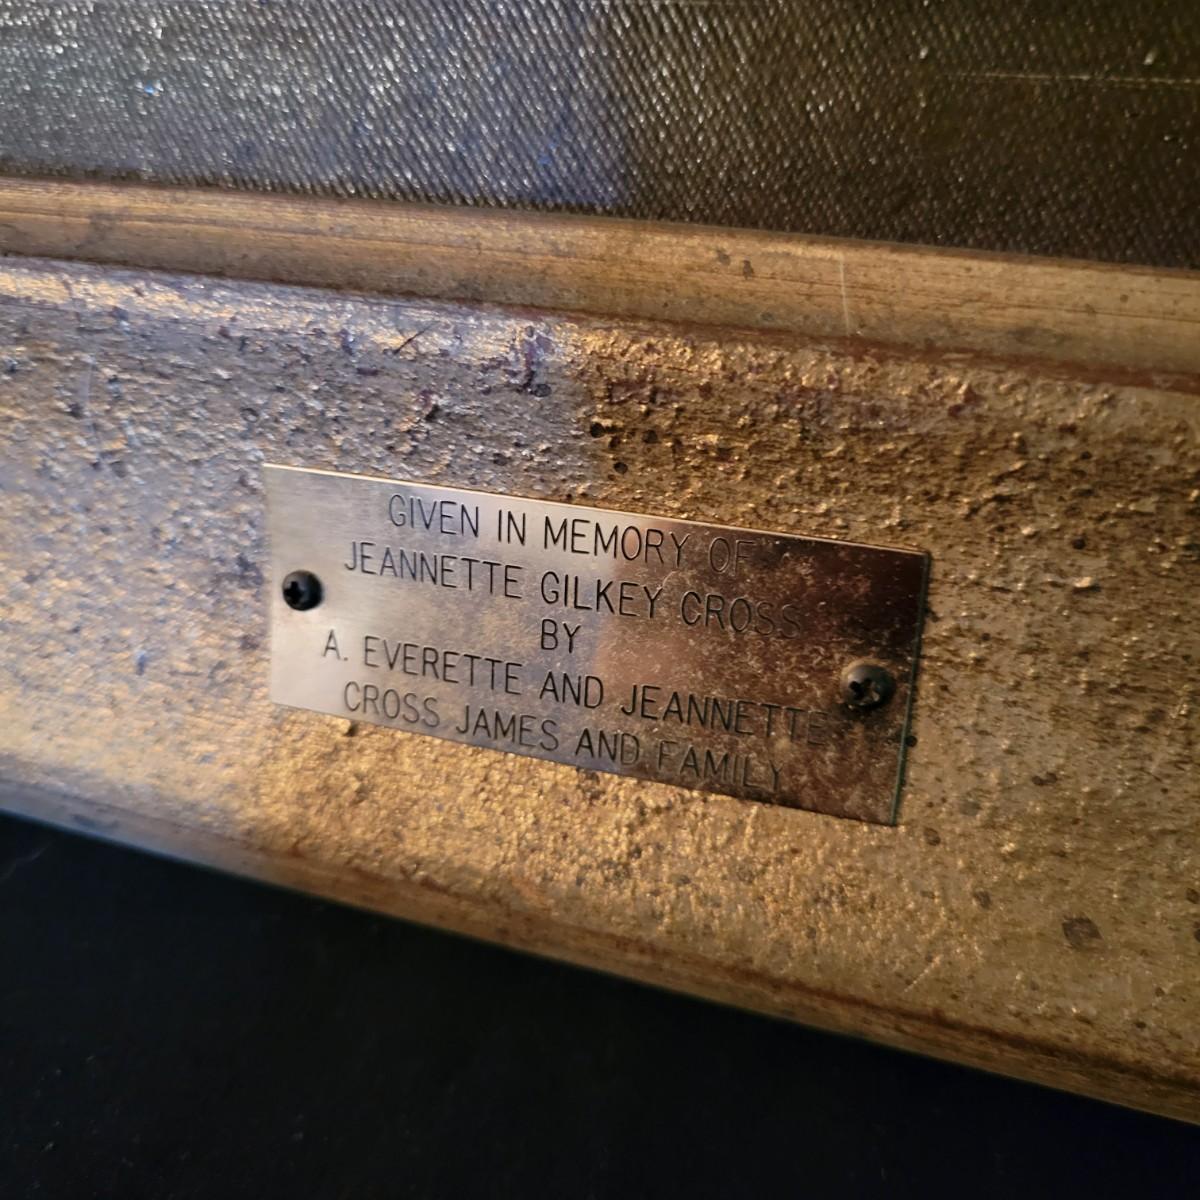 GIVEN IN MEMORY OF
JEANNETTE GILKEY CROSS
BY
A. EVERETTE AND JEANNETTE
CROSS JAMES AND FAMILY